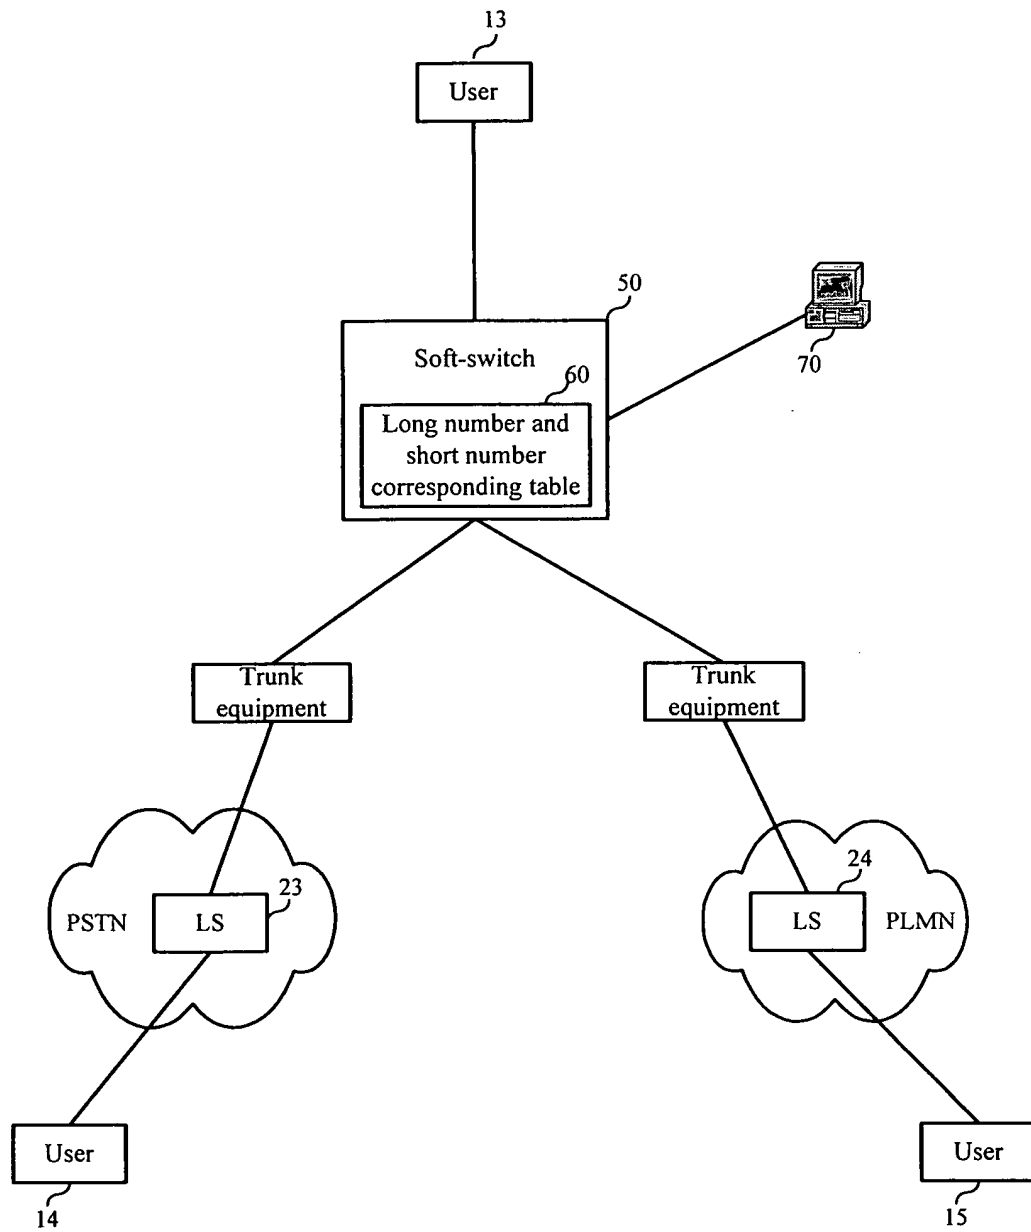 13
User
50
Soft-switch
60
Long number and
short number
corresponding table
70
Trunk
equipment
Trunk
equipment
PSTN
LS
23
24
LS
PLMN
User
14
User
15